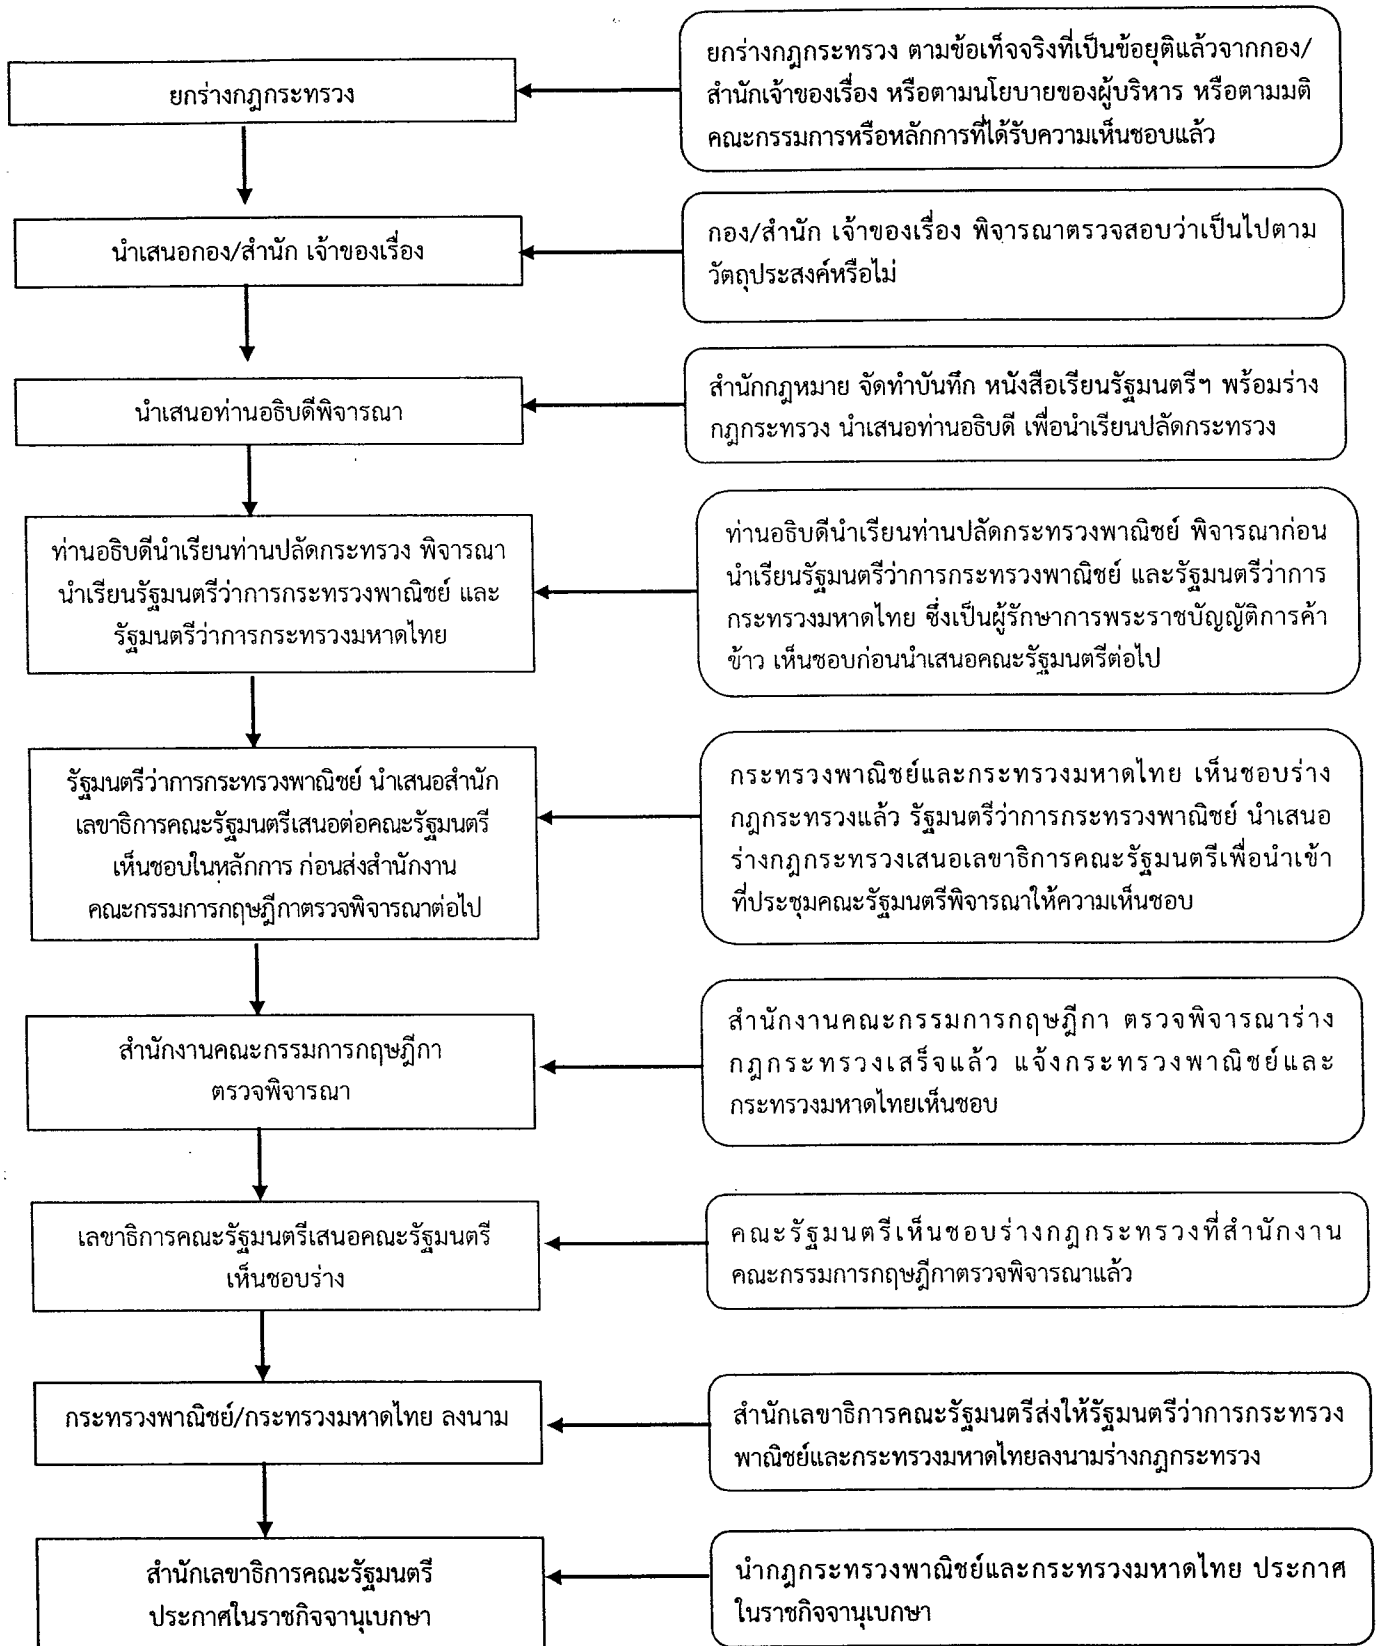 ยกร่างกฎกระทรวง
ยกร่างกฎกระทรวง ตามข้อเท็จจริงที่เป็นข้อยุติแล้วจากกอง/
สำนักเจ้าของเรื่อง หรือตามนโยบายของผู้บริหาร หรือตามมติ
คณะกรรมการหรือหลักการที่ได้รับความเห็นชอบแล้ว
นำเสนอกอง/สำนัก เจ้าของเรื่อง
กอง/สำนัก เจ้าของเรื่อง พิจารณาตรวจสอบว่าเป็นไปตาม
วัตถุประสงค์หรือไม่
นำเสนอท่านอธิบดีพิจารณา
สำนักกฎหมาย จัดทำบันทึก หนังสือเรียนรัฐมนตรีฯ พร้อมร่าง
กฎกระทรวง นำเสนอท่านอธิบดี เพื่อนำเรียนปลัดกระทรวง
ท่านอธิบดีนำเรียนท่านปลัดกระทรวง พิจารณา
นำเรียนรัฐมนตรีว่าการกระทรวงพาณิชย์ และ
รัฐมนตรีว่าการกระทรวงมหาดไทย
ท่านอธิบดีนำเรียนท่านปลัดกระทรวงพาณิชย์ พิจารณาก่อน
นำเรียนรัฐมนตรีว่าการกระทรวงพาณิชย์ และรัฐมนตรีว่าการ
กระทรวงมหาดไทย ซึ่งเป็นผู้รักษาการพระราชบัญญัติการค้า
ข้าว เห็นชอบก่อนนำเสนอคณะรัฐมนตรีต่อไป
รัฐมนตรีว่าการกระทรวงพาณิชย์ นำเสนอสำนัก
เลขาธิการคณะรัฐมนตรีเสนอต่อคณะรัฐมนตรี
เห็นชอบในหลักการ ก่อนส่งสำนักงาน
คณะกรรมการกฤษฎีกาตรวจพิจารณาต่อไป
กระทรวงพาณิชย์และกระทรวงมหาดไทย เห็นชอบร่าง
กฎกระทรวงแล้ว รัฐมนตรีว่าการกระทรวงพาณิชย์ นำเสนอ
ร่างกฎกระทรวงเสนอเลขาธิการคณะรัฐมนตรีเพื่อนำเข้า
ที่ประชุมคณะรัฐมนตรีพิจารณาให้ความเห็นชอบ
สำนักงานคณะกรรมการกฤษฎีกา
ตรวจพิจารณา
สำนักงานคณะกรรมการกฤษฎีกา ตรวจพิจารณาร่าง
กฎกระทรวงเสร็จแล้ว แจ้งกระทรวงพาณิชย์และ
กระทรวงมหาดไทยเห็นชอบ
เลขาธิการคณะรัฐมนตรีเสนอคณะรัฐมนตรี
เห็นชอบร่าง
คณะรัฐมนตรีเห็นชอบร่างกฎกระทรวงที่สำนักงาน
คณะกรรมการกฤษฎีกาตรวจพิจารณาแล้ว
กระทรวงพาณิชย์/กระทรวงมหาดไทย ลงนาม
สำนักเลขาธิการคณะรัฐมนตรีส่งให้รัฐมนตรีว่าการกระทรวง
พาณิชย์และกระทรวงมหาดไทยลงนามร่างกฎกระทรวง
สำนักเลขาธิการคณะรัฐมนตรี
ประกาศในราชกิจจานุเบกษา
นำกฎกระทรวงพาณิชย์และกระทรวงมหาดไทย ประกาศ
ในราชกิจจานุเบกษา